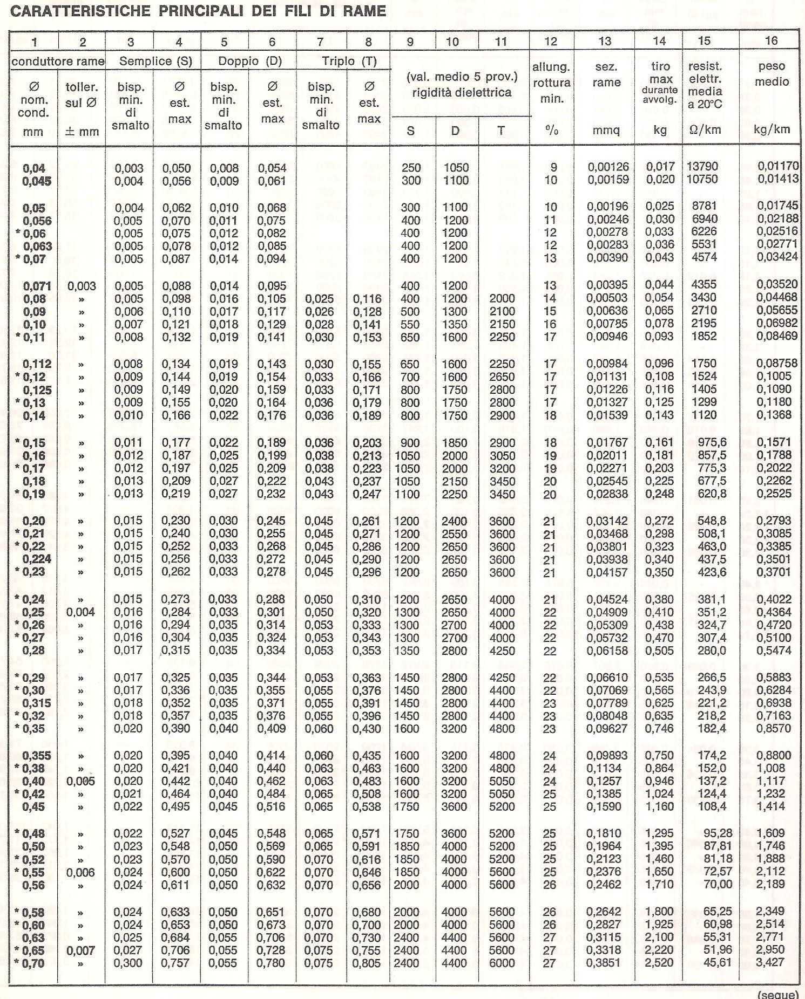 CARATTERISTICHE PRINCIPALI DEI FILI DI RAME
1 2 3 4 5 6 7 8 9 10 11 12 13 14 15 16
conduttore rame Semplice (S) Doppio (D) Triplo (T) (val. medio 5 prov.) rigidità dielettrica allung. rottura min. sez. rame tiro max durante avvolg. resist. elettr. media a 20°C peso medio
Ø nom. cond. toller. sul Ø bisp. min. di smalto Ø est. max bisp. min. di smalto Ø est. max bisp. min. di smalto Ø est. max
mm ± mm S D T % mmq kg Ω/km kg/km
0,04 0,003 0,050 0,008 0,054 250 1050 9 0,00126 0,017 13790 0,01170
0,045 0,004 0,056 0,009 0,061 300 1100 10 0,00159 0,020 10750 0,01413
0,05 0,004 0,062 0,010 0,068 300 1100 10 0,00196 0,025 8781 0,01745
0,056 0,005 0,070 0,011 0,075 400 1200 11 0,00246 0,030 6940 0,02188
* 0,06 0,005 0,075 0,012 0,082 400 1200 12 0,00278 0,033 6226 0,02516
0,063 0,005 0,078 0,012 0,085 400 1200 12 0,00283 0,036 5531 0,02771
* 0,07 0,005 0,087 0,014 0,094 400 1200 13 0,00390 0,043 4574 0,03424
0,071 0,003 0,005 0,088 0,014 0,095 400 1200 13 0,00395 0,044 4355 0,03520
0,08 » 0,005 0,098 0,016 0,105 0,025 0,116 400 1200 2000 14 0,00503 0,054 3430 0,04468
0,09 » 0,006 0,110 0,017 0,117 0,026 0,128 500 1300 2100 15 0,00636 0,065 2710 0,05655
0,10 » 0,007 0,121 0,018 0,129 0,028 0,141 550 1350 2150 16 0,00785 0,078 2195 0,06982
* 0,11 » 0,008 0,132 0,019 0,141 0,030 0,153 650 1600 2250 17 0,00946 0,093 1852 0,08469
0,112 » 0,008 0,134 0,019 0,143 0,030 0,155 650 1600 2250 17 0,00984 0,096 1750 0,08758
* 0,12 » 0,009 0,144 0,019 0,154 0,033 0,166 700 1600 2650 17 0,01131 0,108 1524 0,1005
0,125 » 0,009 0,149 0,020 0,159 0,033 0,171 800 1750 2800 17 0,01226 0,116 1405 0,1090
* 0,13 » 0,009 0,155 0,020 0,164 0,036 0,179 800 1750 2800 17 0,01327 0,125 1299 0,1180
0,14 » 0,010 0,166 0,022 0,176 0,036 0,189 800 1750 2900 18 0,01539 0,143 1120 0,1368
* 0,15 » 0,011 0,177 0,022 0,189 0,036 0,203 900 1850 2900 18 0,01767 0,161 975,6 0,1571
0,16 » 0,012 0,187 0,025 0,199 0,038 0,213 1050 2000 3050 19 0,02011 0,181 857,5 0,1788
* 0,17 » 0,012 0,197 0,025 0,209 0,038 0,223 1050 2000 3200 19 0,02271 0,203 775,3 0,2022
0,18 » 0,013 0,209 0,027 0,222 0,043 0,237 1050 2150 3450 20 0,02545 0,225 677,5 0,2262
* 0,19 » 0,013 0,219 0,027 0,232 0,043 0,247 1100 2250 3450 20 0,02838 0,248 620,8 0,2525
0,20 » 0,015 0,230 0,030 0,245 0,045 0,261 1200 2400 3600 21 0,03142 0,272 548,8 0,2793
* 0,21 » 0,015 0,240 0,030 0,255 0,045 0,271 1200 2550 3600 21 0,03468 0,298 508,1 0,3085
* 0,22 » 0,015 0,252 0,033 0,268 0,045 0,286 1200 2650 3600 21 0,03801 0,323 463,0 0,3385
0,224 » 0,015 0,256 0,033 0,272 0,045 0,290 1200 2650 3600 21 0,03938 0,340 437,5 0,3501
* 0,23 » 0,015 0,262 0,033 0,278 0,045 0,296 1200 2650 3600 21 0,04157 0,350 423,6 0,3701
* 0,24 » 0,015 0,273 0,033 0,288 0,050 0,310 1200 2650 4000 21 0,04524 0,380 381,1 0,4022
0,25 0,004 0,016 0,284 0,033 0,301 0,050 0,320 1300 2650 4000 22 0,04909 0,410 351,2 0,4364
* 0,26 » 0,016 0,294 0,035 0,314 0,053 0,333 1300 2700 4000 22 0,05309 0,438 324,7 0,4720
* 0,27 » 0,016 0,304 0,035 0,324 0,053 0,343 1300 2700 4000 22 0,05732 0,470 307,4 0,5100
0,28 » 0,017 0,315 0,035 0,334 0,053 0,353 1350 2800 4250 22 0,06158 0,505 280,0 0,5474
* 0,29 » 0,017 0,325 0,035 0,344 0,053 0,363 1450 2800 4250 22 0,06610 0,535 266,5 0,5883
* 0,30 » 0,017 0,336 0,035 0,355 0,055 0,376 1450 2800 4400 22 0,07069 0,565 243,9 0,6284
0,315 » 0,018 0,352 0,035 0,371 0,055 0,391 1450 2800 4400 23 0,07789 0,625 221,2 0,6938
* 0,32 » 0,018 0,357 0,035 0,376 0,055 0,396 1450 2800 4400 23 0,08048 0,635 218,2 0,7163
* 0,35 » 0,020 0,390 0,040 0,409 0,060 0,430 1600 3200 4800 23 0,09627 0,746 182,4 0,8570
0,355 » 0,020 0,395 0,040 0,414 0,060 0,435 1600 3200 4800 24 0,09893 0,750 174,2 0,8800
* 0,38 » 0,020 0,421 0,040 0,440 0,063 0,463 1600 3200 4800 24 0,1134 0,864 152,0 1,008
0,40 0,005 0,020 0,442 0,040 0,462 0,063 0,483 1600 3200 5050 24 0,1257 0,946 137,2 1,117
* 0,42 » 0,021 0,464 0,040 0,484 0,065 0,508 1600 3200 5050 25 0,1385 1,024 124,4 1,232
0,45 » 0,022 0,495 0,045 0,516 0,065 0,538 1750 3600 5200 25 0,1590 1,160 108,4 1,414
* 0,48 » 0,022 0,527 0,045 0,548 0,065 0,571 1750 3600 5200 25 0,1810 1,295 95,28 1,609
0,50 » 0,023 0,548 0,050 0,569 0,065 0,591 1850 4000 5200 25 0,1964 1,395 87,81 1,746
* 0,52 » 0,023 0,570 0,050 0,590 0,070 0,616 1850 4000 5200 25 0,2123 1,460 81,18 1,888
* 0,55 0,006 0,024 0,600 0,050 0,622 0,070 0,646 1850 4000 5600 25 0,2376 1,650 72,57 2,112
0,56 » 0,024 0,611 0,050 0,632 0,070 0,656 2000 4000 5600 26 0,2462 1,710 70,00 2,189
* 0,58 » 0,024 0,633 0,050 0,651 0,070 0,680 2000 4000 5600 26 0,2642 1,800 65,25 2,349
* 0,60 » 0,024 0,653 0,050 0,673 0,070 0,700 2000 4000 5600 26 0,2827 1,925 60,98 2,514
0,63 » 0,025 0,684 0,055 0,706 0,070 0,730 2400 4400 5600 27 0,3115 2,100 55,31 2,771
* 0,65 0,007 0,027 0,706 0,055 0,728 0,075 0,755 2400 4400 5600 27 0,3318 2,220 51,96 2,950
* 0,70 » 0,300 0,757 0,055 0,780 0,075 0,805 2400 4400 6000 27 0,3851 2,520 45,61 3,427
(segue)